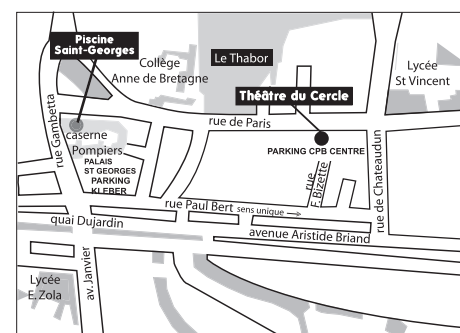 Piscine
Saint-Georges
Collège
Anne de Bretagne
Le Thabor
Lycée
St Vincent
Théâtre du Cercle
rue Gambetta
caserne
Pompiers
rue de Paris
PARKING CPB CENTRE
PALAIS
ST GEORGES
PARKING
KLEBER
rue
F. Bizette
rue de Chateaudun
rue Paul Bert sens unique →
quai Dujardin
avenue Aristide Briand
Lycée
E. Zola
av. Janvier